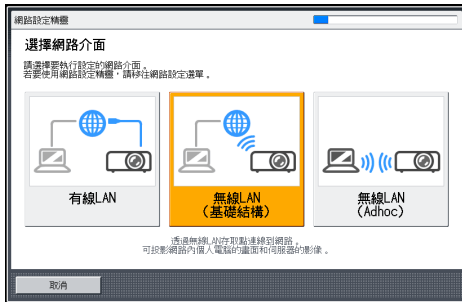 網路設定精靈
選擇網路介面
請選擇要執行設定的網路介面。
若要使用網路設定精靈，請移往網路設定選單。
有線LAN
無線LAN
（基礎結構）
無線LAN
（Adhoc）
透過無線LAN存取點連線到網路。
可投影網路內個人電腦的畫面和伺服器的影像。
取消